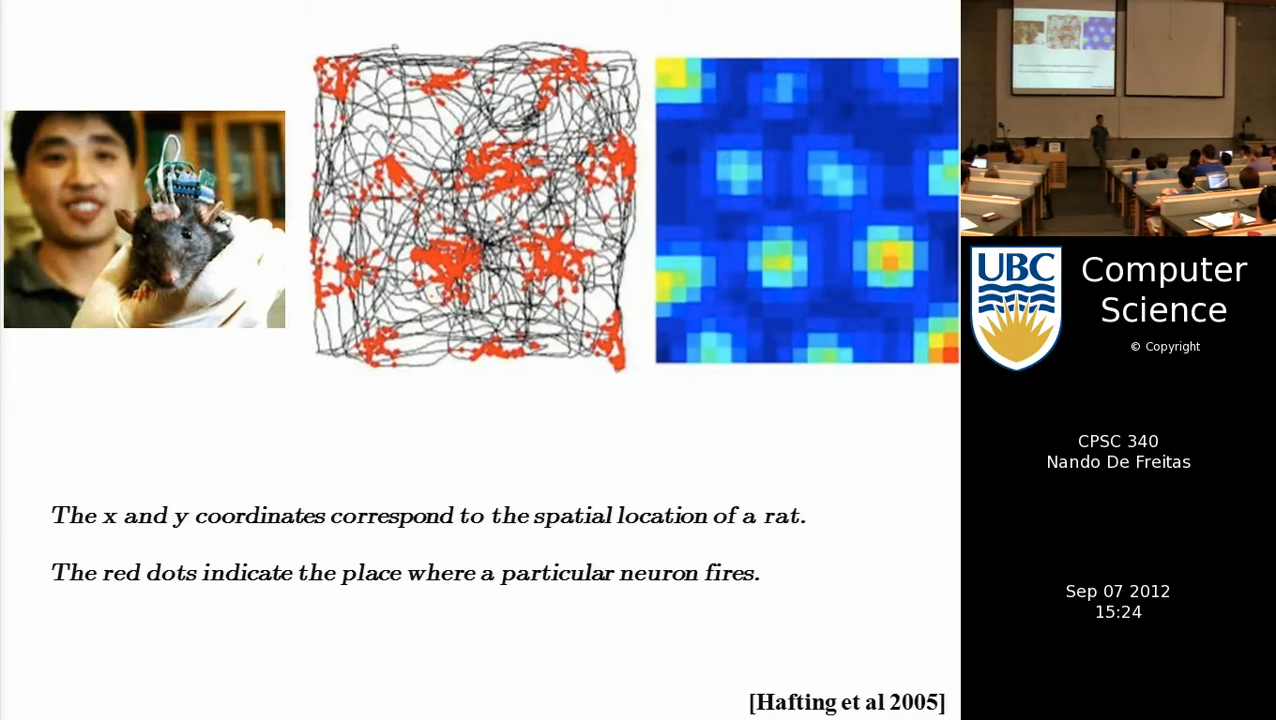 The x and y coordinates correspond to the spatial location of a rat.
The red dots indicate the place where a particular neuron fires.
[Hafting et al 2005]
UBC
Computer
Science
© Copyright
CPSC 340
Nando De Freitas
Sep 07 2012
15:24